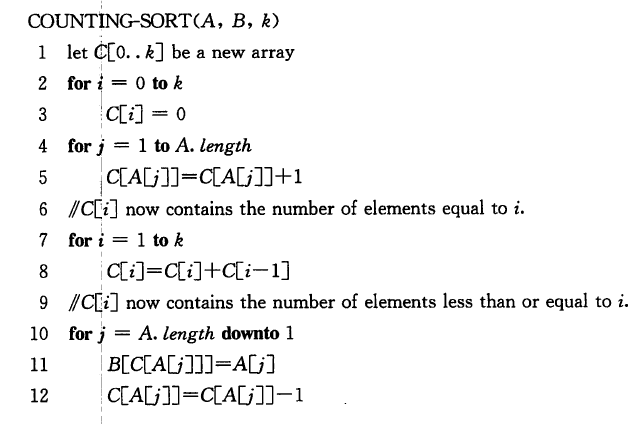 COUNTING-SORT(A, B, k)
1 let C[0..k] be a new array
2 for i = 0 to k
3 C[i] = 0
4 for j = 1 to A. length
5 C[A[j]]=C[A[j]]+1
6 //C[i] now contains the number of elements equal to i.
7 for i = 1 to k
8 C[i]=C[i]+C[i-1]
9 //C[i] now contains the number of elements less than or equal to i.
10 for j = A. length downto 1
11 B[C[A[j]]]=A[j]
12 C[A[j]]=C[A[j]]-1